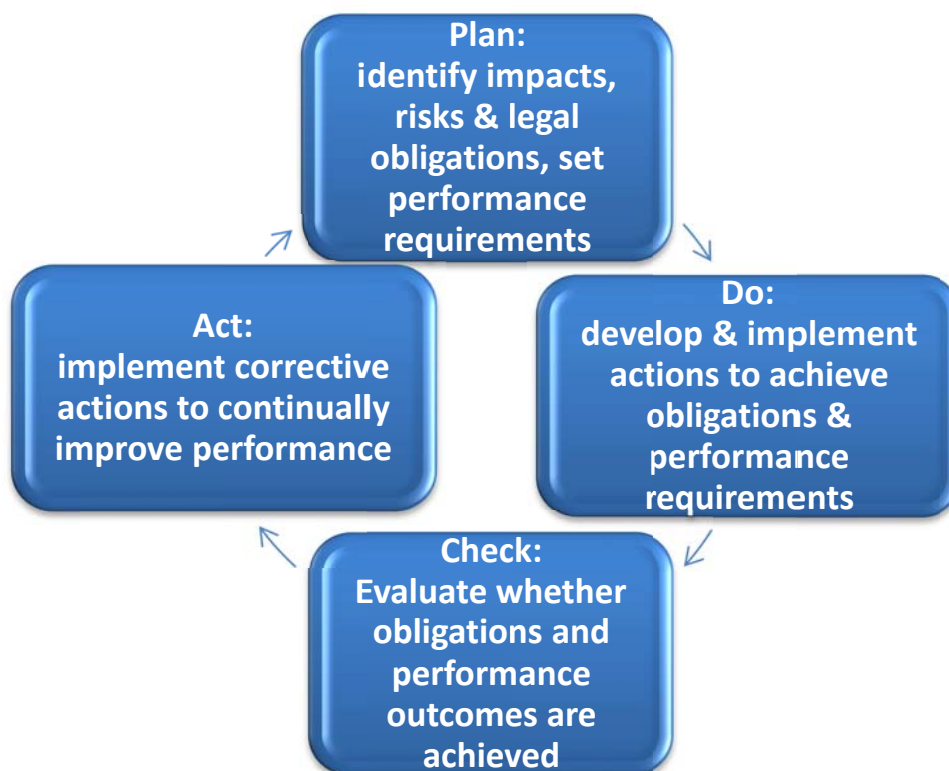 Plan:
identify impacts,
risks & legal
obligations, set
performance
requirements
Do:
develop & implement
actions to achieve
obligations &
performance
requirements
Check:
Evaluate whether
obligations and
performance
outcomes are
achieved
Act:
implement corrective
actions to continually
improve performance